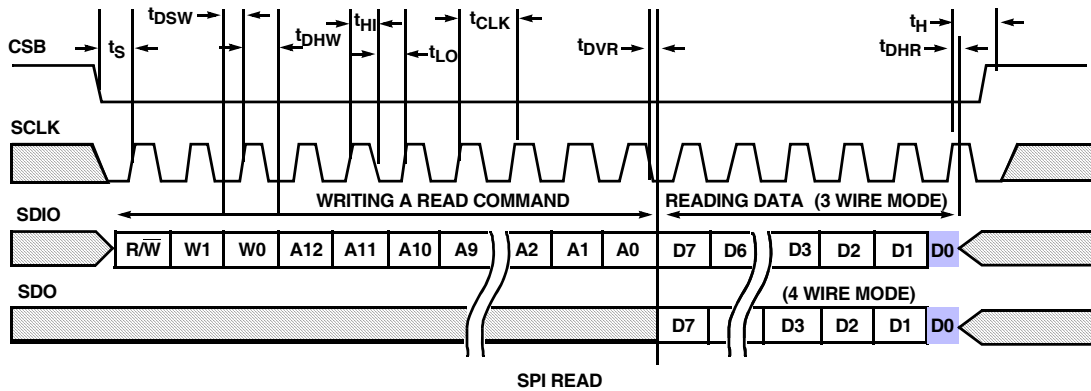 tDSW tHI tCLK tH
CSB tS tDHW tLO tDVR tDHR
SCLK
WRITING A READ COMMAND READING DATA (3 WIRE MODE)
SDIO
R/W̅ W1 W0 A12 A11 A10 A9 A2 A1 A0 D7 D6 D3 D2 D1 D0
SDO (4 WIRE MODE)
D7 D3 D2 D1 D0
SPI READ